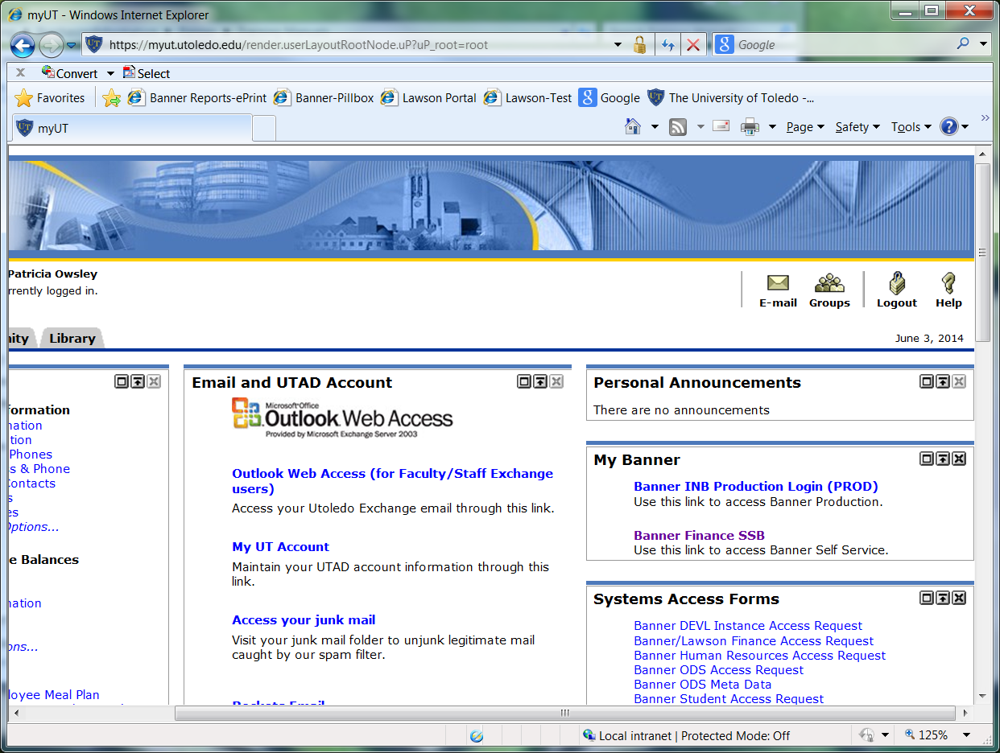 myUT - Windows Internet Explorer
https://myut.utoledo.edu/render.userLayoutRootNode.uP?uP_root=root
Google
Convert Select
Favorites Banner Reports-ePrint Banner-Pillbox Lawson Portal Lawson-Test Google The University of Toledo -...
myUT
Page Safety Tools
Patricia Owsley
rrently logged in.
E-mail Groups Logout Help
nity Library
June 3, 2014
formation
nation
tion
Phones
s & Phone
Contacts
s
es
Options...
e Balances
nation
ons...
loyee Meal Plan
Email and UTAD Account
Microsoft Office
Outlook Web Access
Provided by Microsoft Exchange Server 2003
Outlook Web Access (for Faculty/Staff Exchange
users)
Access your Utoledo Exchange email through this link.
My UT Account
Maintain your UTAD account information through this
link.
Access your junk mail
Visit your junk mail folder to unjunk legitimate mail
caught by our spam filter.
Rockets Email
Personal Announcements
There are no announcements
My Banner
Banner INB Production Login (PROD)
Use this link to access Banner Production.
Banner Finance SSB
Use this link to access Banner Self Service.
Systems Access Forms
Banner DEVL Instance Access Request
Banner/Lawson Finance Access Request
Banner Human Resources Access Request
Banner ODS Access Request
Banner ODS Meta Data
Banner Student Access Request
Local intranet | Protected Mode: Off
125%